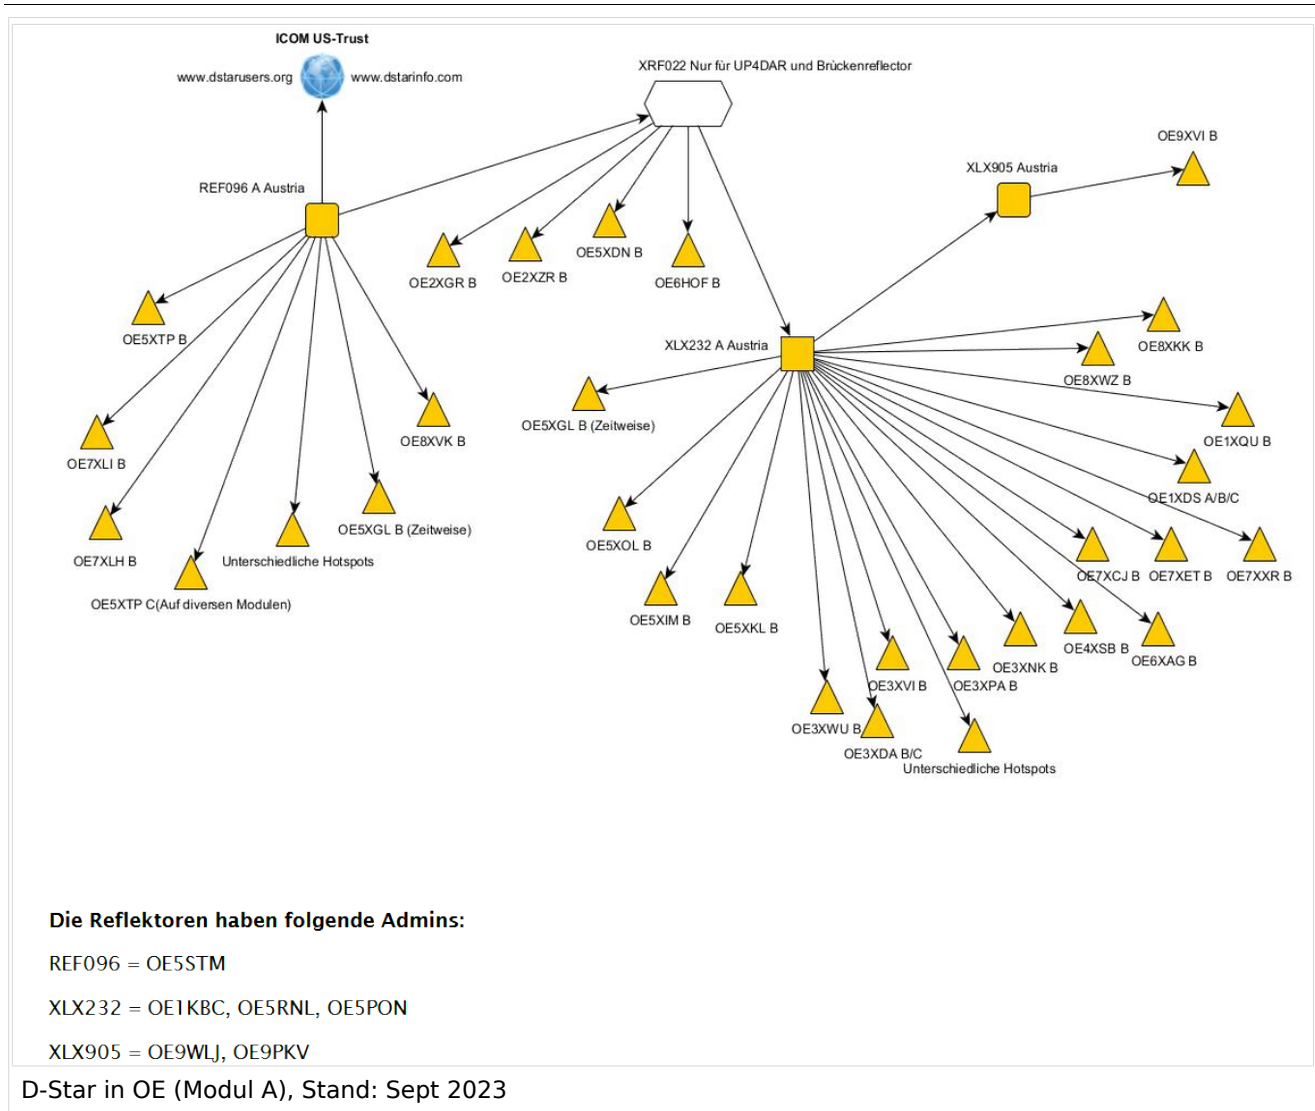 ICOM US-Trust
www.dstarusers.org
www.dstarinfo.com
XRF022 Nur für UP4DAR und Brückenreflector
OE9XVI B
XLX905 Austria
REF096 A Austria
OE2XGR B
OE2XZR B
OE5XDN B
OE6HOF B
OE5XTP B
XLX232 A Austria
OE8XKK B
OE8XWZ B
OE5XGL B (Zeitweise)
OE8XVK B
OE1XQU B
OE7XLI B
OE1XDS A/B/C
OE5XGL B (Zeitweise)
OE5XOL B
OE7XLH B
Unterschiedliche Hotspots
OE7XCJ B
OE7XET B
OE7XXR B
OE5XTP C(Auf diversen Modulen)
OE5XIM B
OE5XKL B
OE4XSB B
OE6XAG B
OE3XNK B
OE3XVI B
OE3XPA B
OE3XWU B
OE3XDA B/C
Unterschiedliche Hotspots
Die Reflektoren haben folgende Admins:
REF096 = OE5STM
XLX232 = OE1KBC, OE5RNL, OE5PON
XLX905 = OE9WLJ, OE9PKV
D-Star in OE (Modul A), Stand: Sept 2023